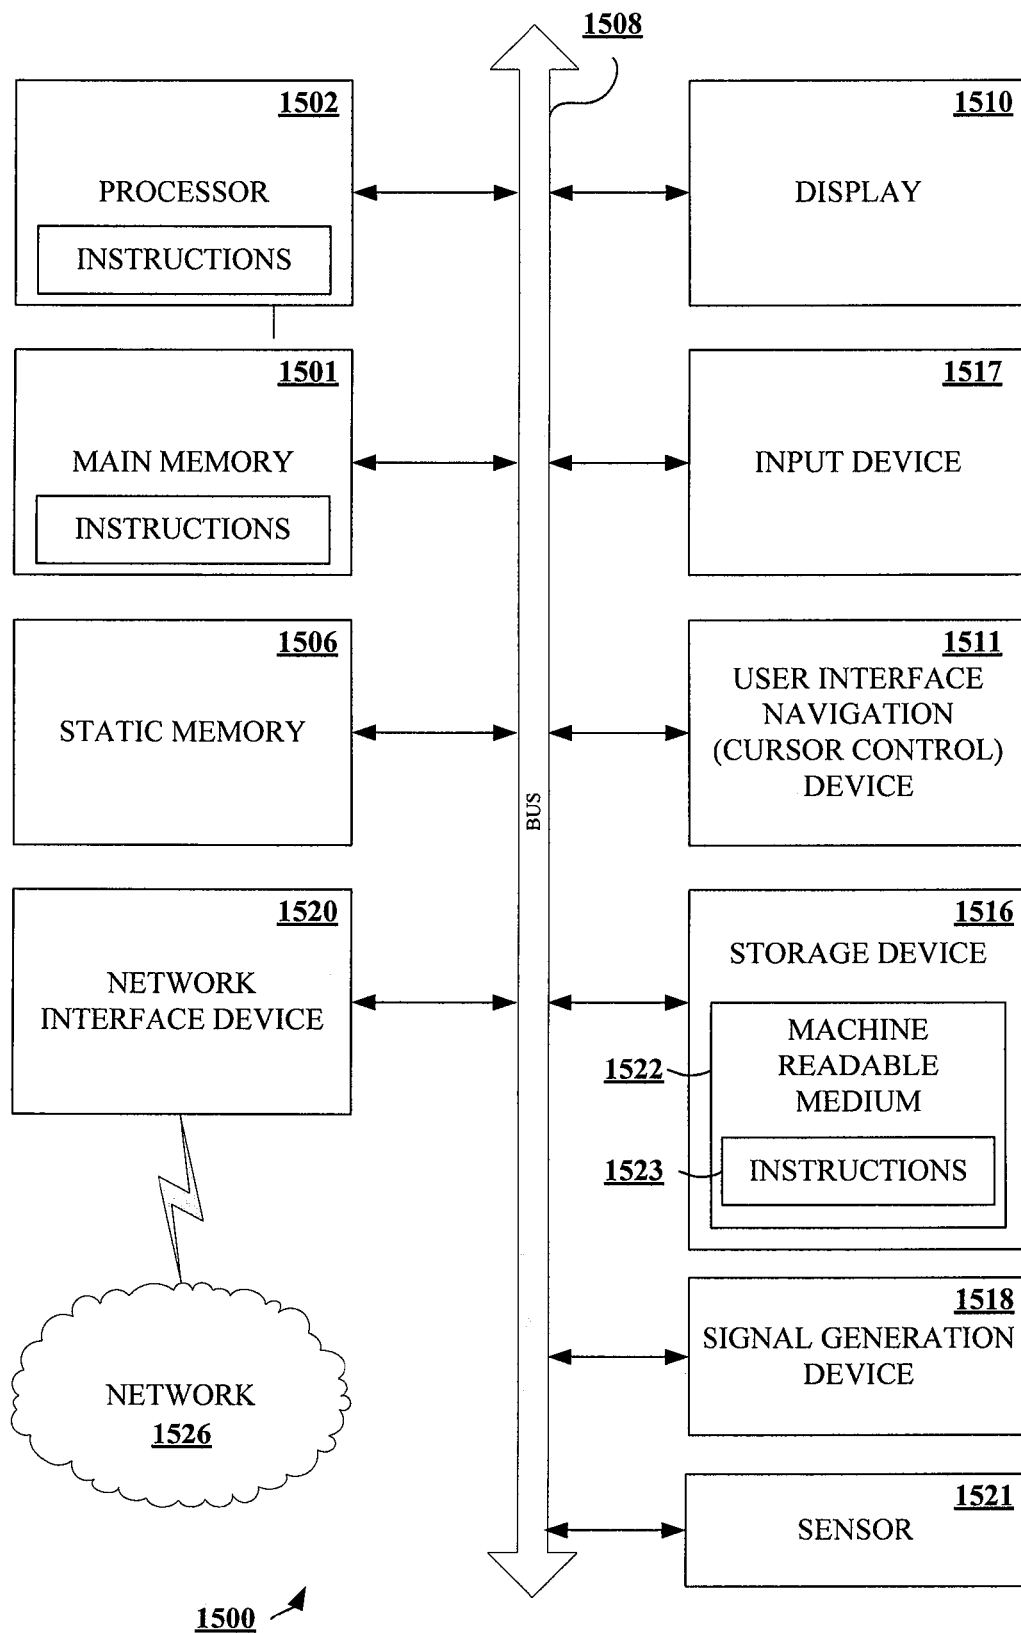 1508
1502
PROCESSOR
INSTRUCTIONS
1510
DISPLAY
1501
MAIN MEMORY
INSTRUCTIONS
1517
INPUT DEVICE
1506
STATIC MEMORY
1511
USER INTERFACE
NAVIGATION
(CURSOR CONTROL)
DEVICE
BUS
1520
NETWORK
INTERFACE DEVICE
1516
STORAGE DEVICE
MACHINE
READABLE
MEDIUM
1522
INSTRUCTIONS
1523
1518
SIGNAL GENERATION
DEVICE
NETWORK
1526
1521
SENSOR
1500